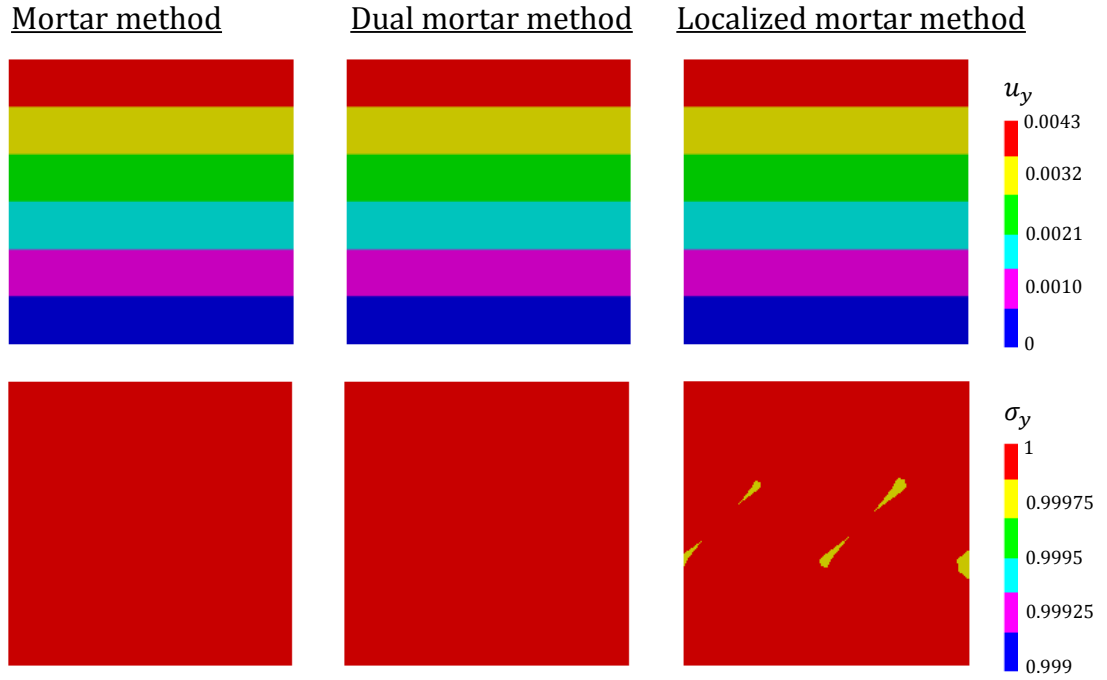 Mortar method
Dual mortar method
Localized mortar method
u_y
0.0043
0.0032
0.0021
0.0010
0
σ_y
1
0.99975
0.9995
0.99925
0.999